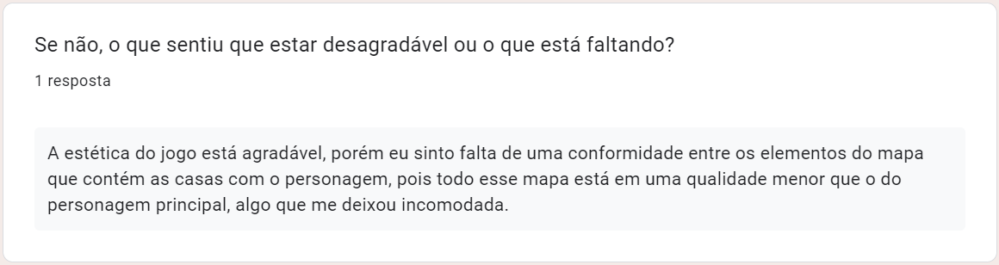 Se não, o que sentiu que estar desagradável ou o que está faltando?
1 resposta
A estética do jogo está agradável, porém eu sinto falta de uma conformidade entre os elementos do mapa
que contém as casas com o personagem, pois todo esse mapa está em uma qualidade menor que o do
personagem principal, algo que me deixou incomodada.